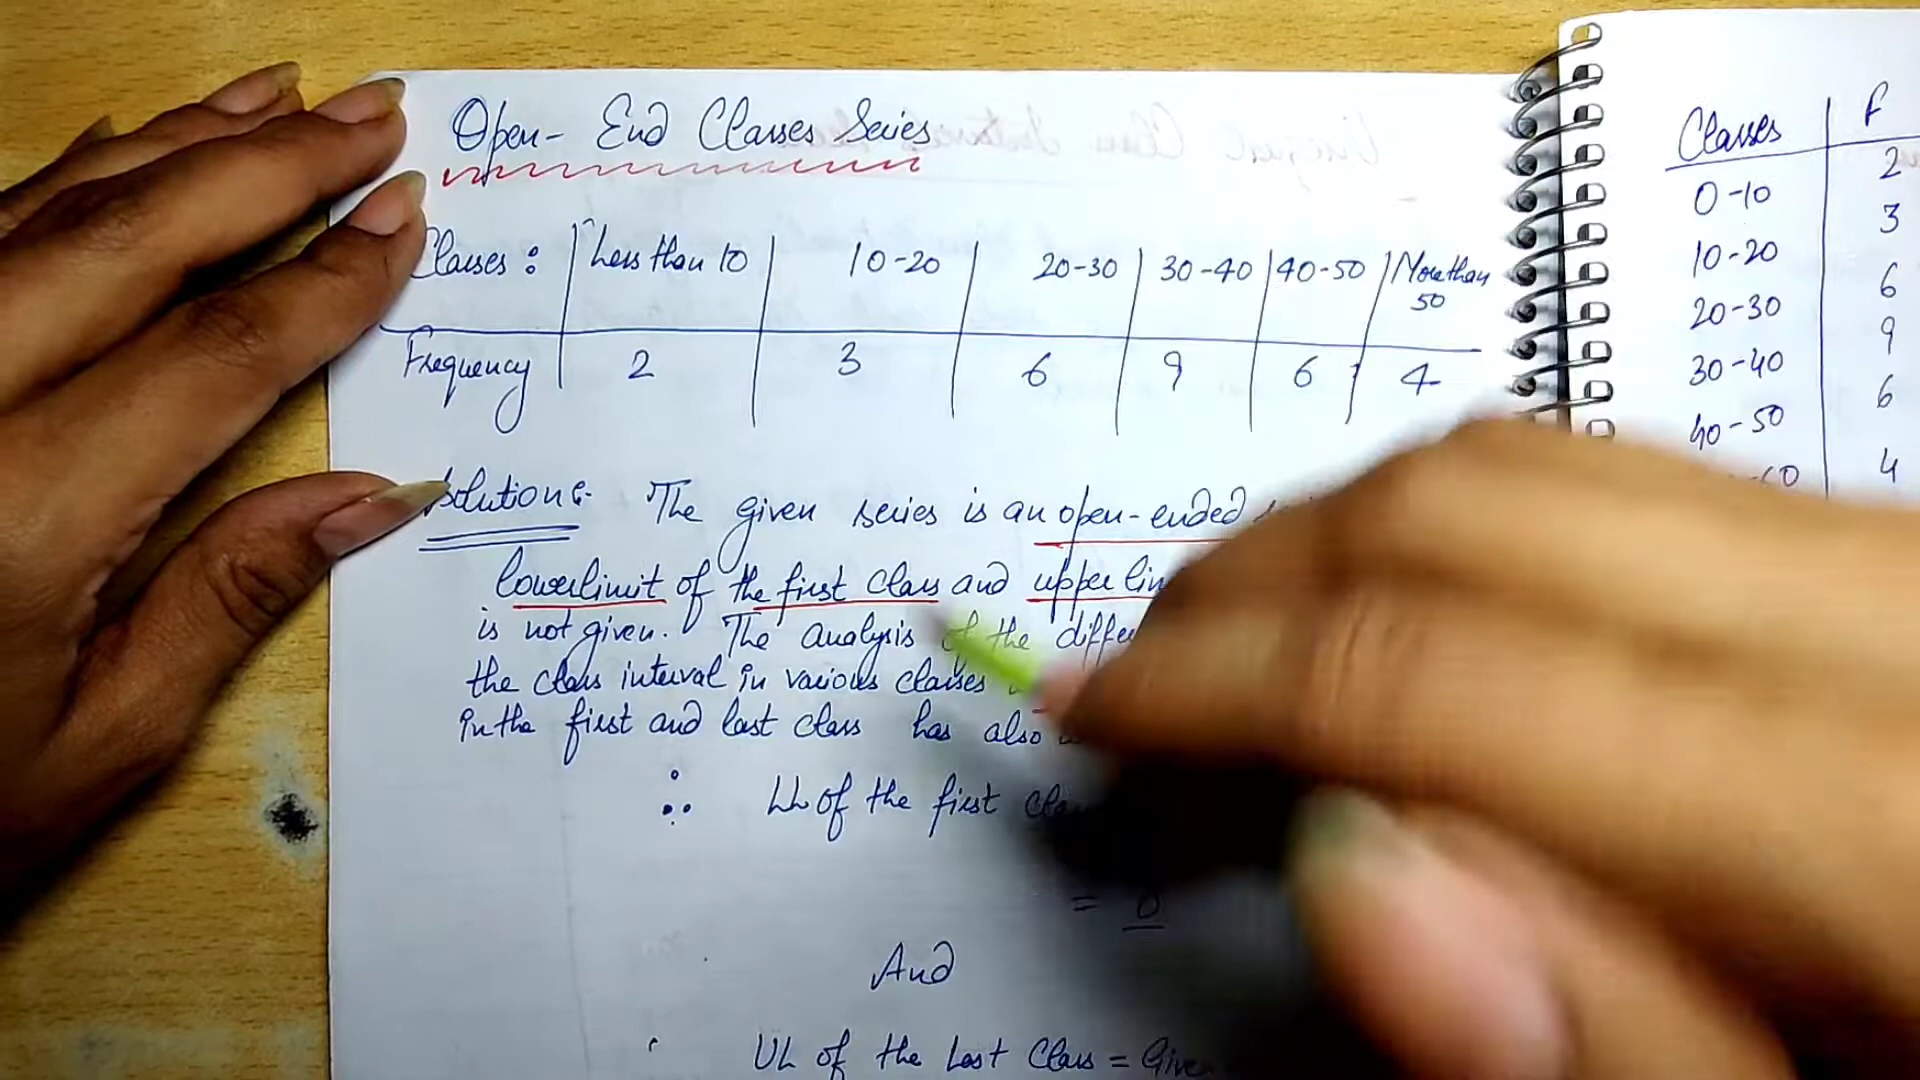 Open-End Classes Series
Classes: Less than 10 10-20 20-30 30-40 40-50 More than 50
Frequency 2 3 6 9 6 4
Solution:- The given series is an open-ended
lower limit of the first class and upper
is not given. The analysis of the
the class interval in various classes
in the first and last class has also
∴ LL of the first
= 0
And
UL of the Last Class =
Classes f
0-10 2
10-20 3
20-30 6
30-40 9
40-50 6
4